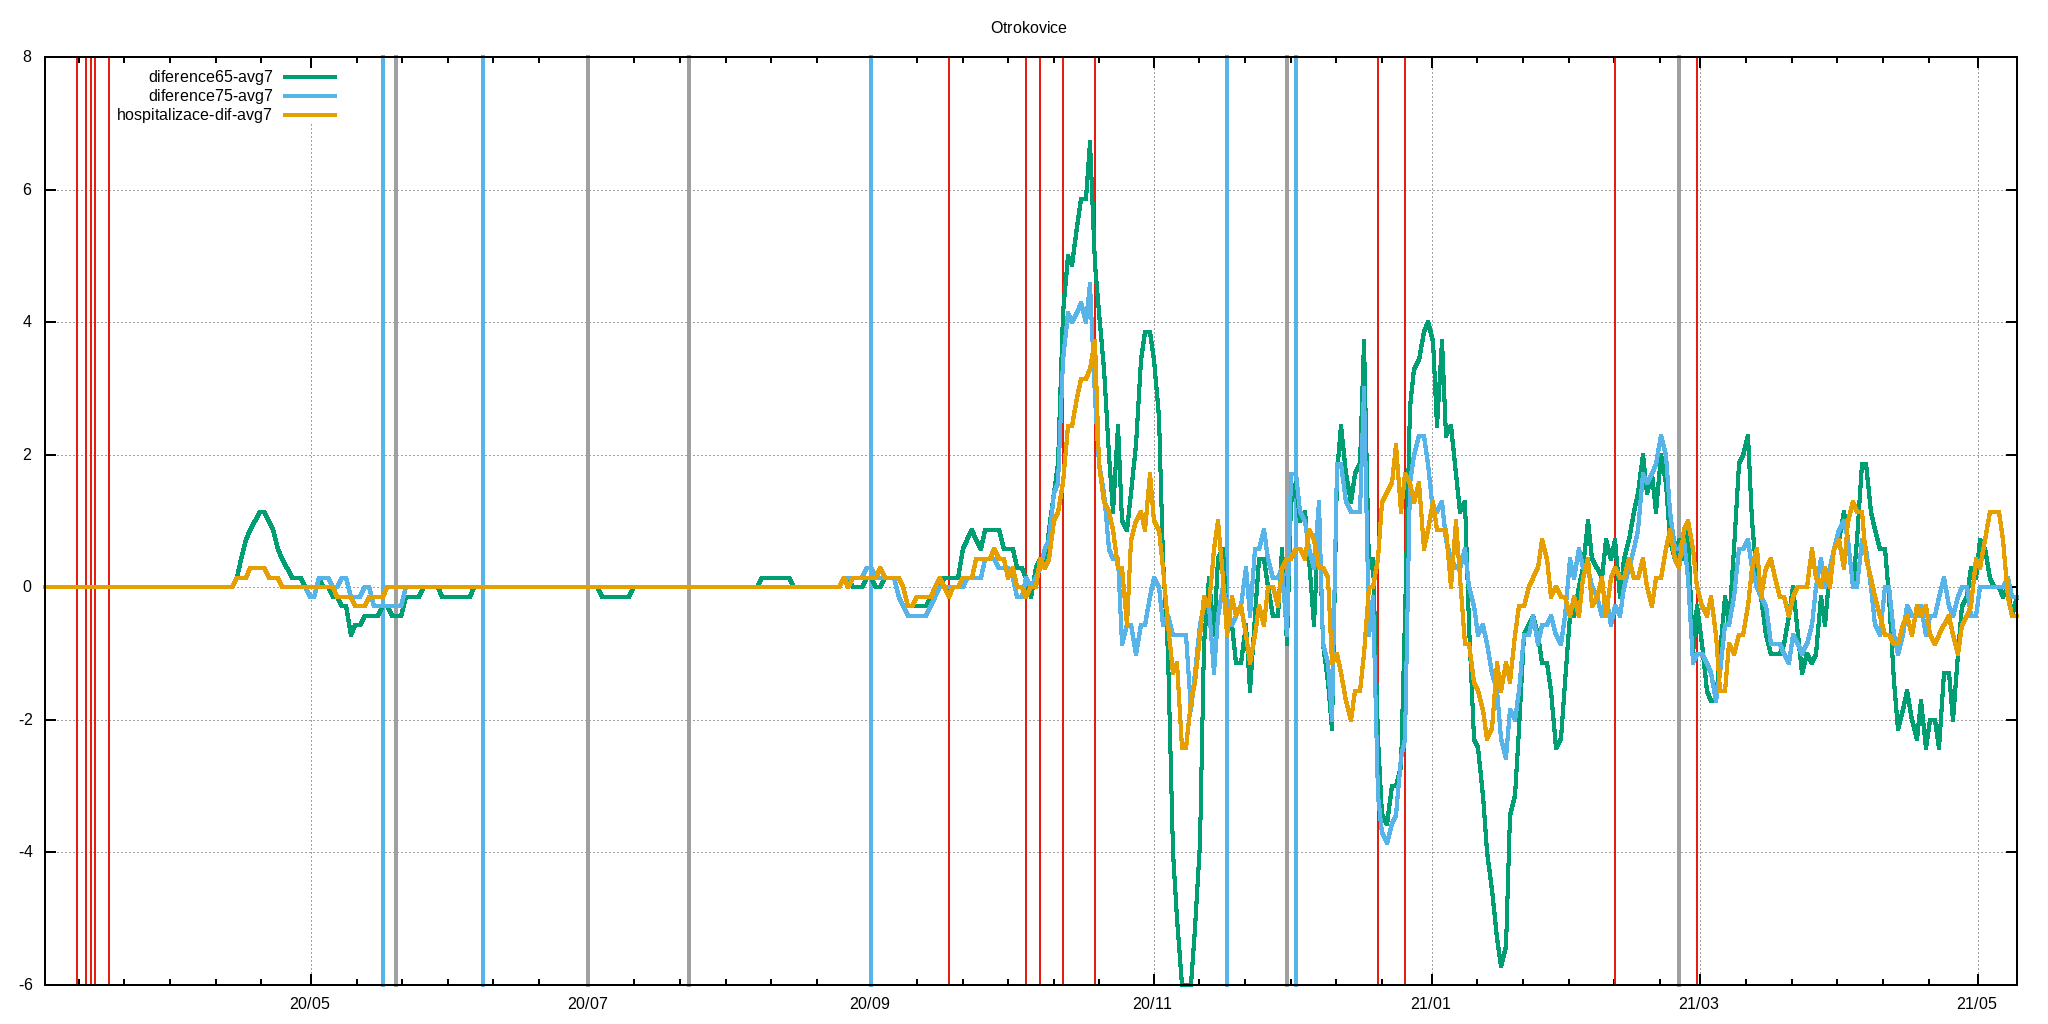 Otrokovice
diference65-avg7
diference75-avg7
hospitalizace-dif-avg7
8
6
4
2
0
-2
-4
-6
20/05 20/07 20/09 20/11 21/01 21/03 21/05